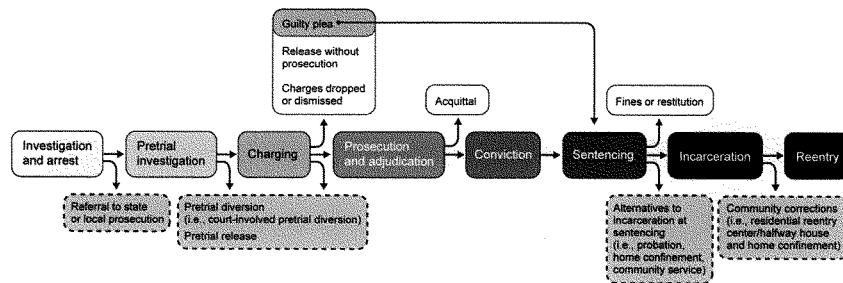 Guilty plea
Release without
prosecution
Charges dropped
or dismissed
Acquittal
Fines or restitution
Investigation
and arrest
Pretrial
investigation
Charging
Prosecution
and adjudication
Conviction
Sentencing
Incarceration
Reentry
Referral to state
or local prosecution
Pretrial diversion
(i.e., court-involved pretrial diversion)
Pretrial release
Alternatives to
incarceration at
sentencing
(i.e., probation,
home confinement,
community service)
Community corrections
(i.e., residential reentry
center/halfway house
and home confinement)